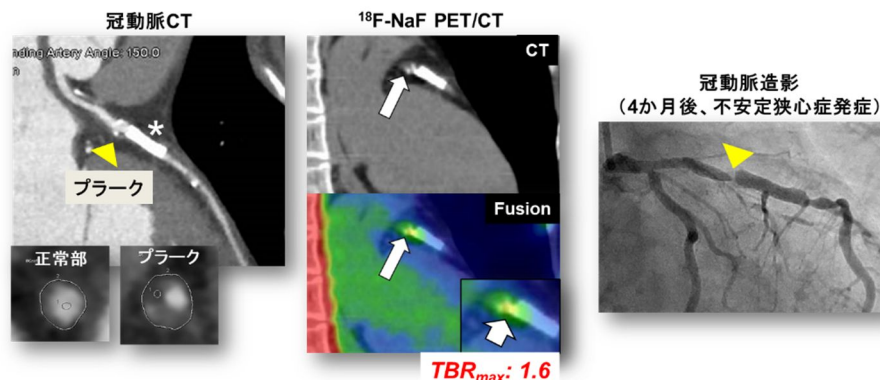 冠動脈CT
nding Artery Angle: 150.0
*
プラーク
正常部
プラーク
¹⁸F-NaF PET/CT
CT
Fusion
TBRmax: 1.6
冠動脈造影
(4か月後、不安定狭心症発症)